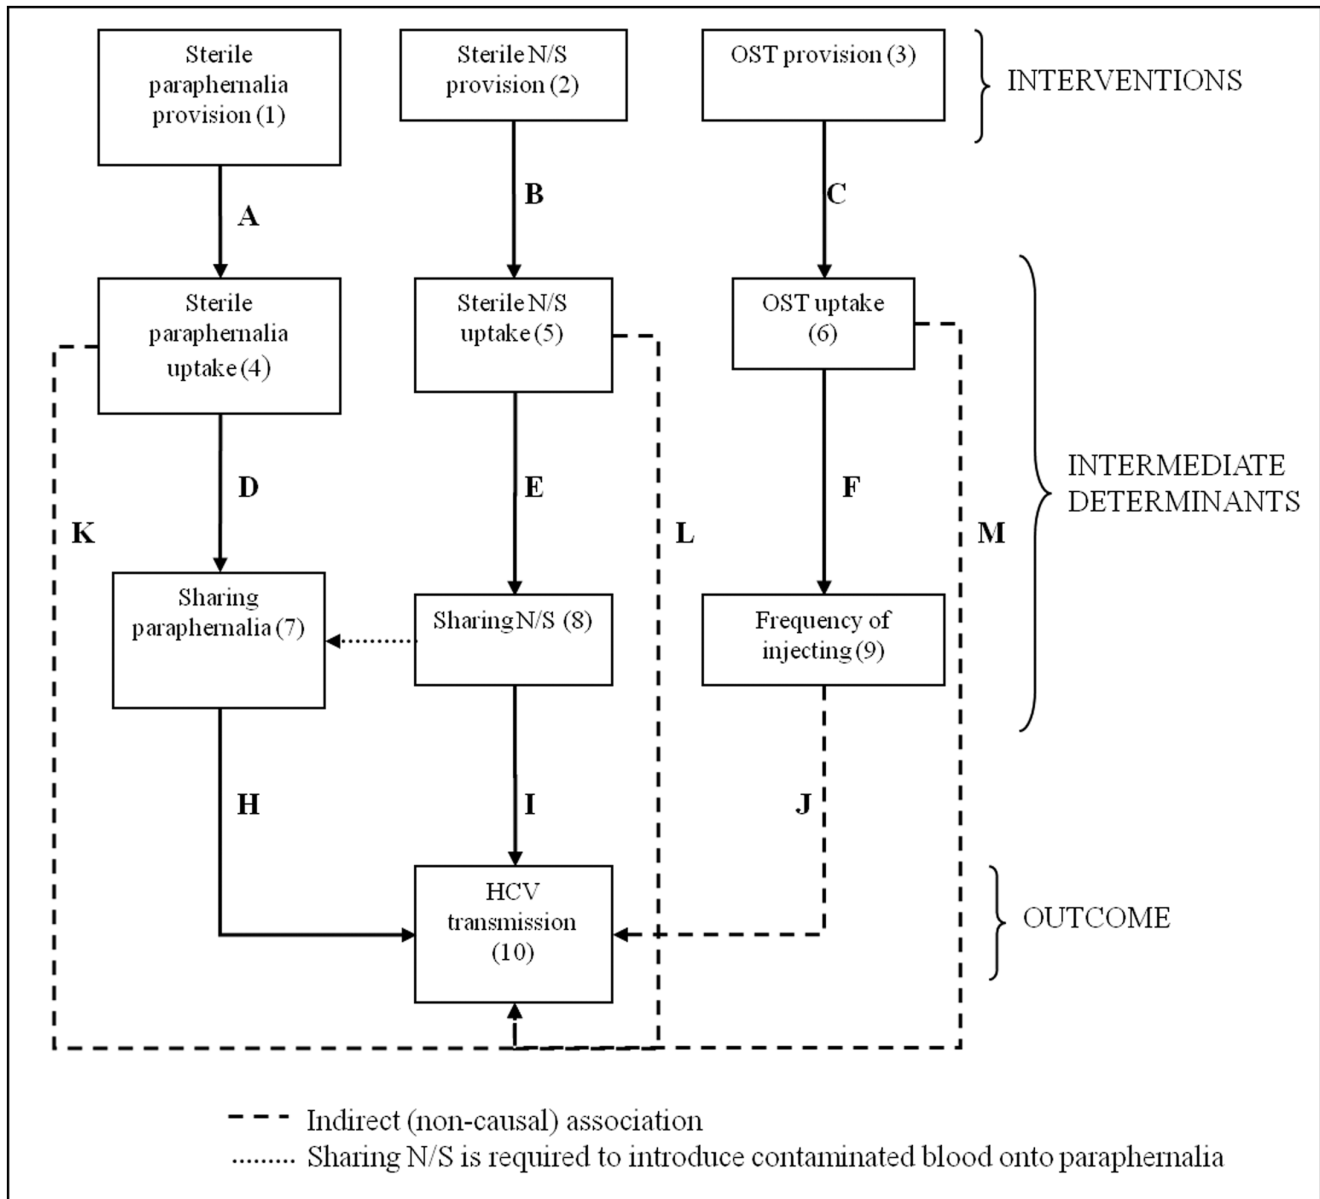 Sterile
paraphernalia
provision (1)
Sterile N/S
provision (2)
OST provision (3)
INTERVENTIONS
A
B
C
Sterile
paraphernalia
uptake (4)
Sterile N/S
uptake (5)
OST uptake
(6)
INTERMEDIATE
DETERMINANTS
D
E
F
K
L
M
Sharing
paraphernalia (7)
Sharing N/S (8)
Frequency of
injecting (9)
H
I
J
HCV
transmission
(10)
OUTCOME
Indirect (non-causal) association
Sharing N/S is required to introduce contaminated blood onto paraphernalia